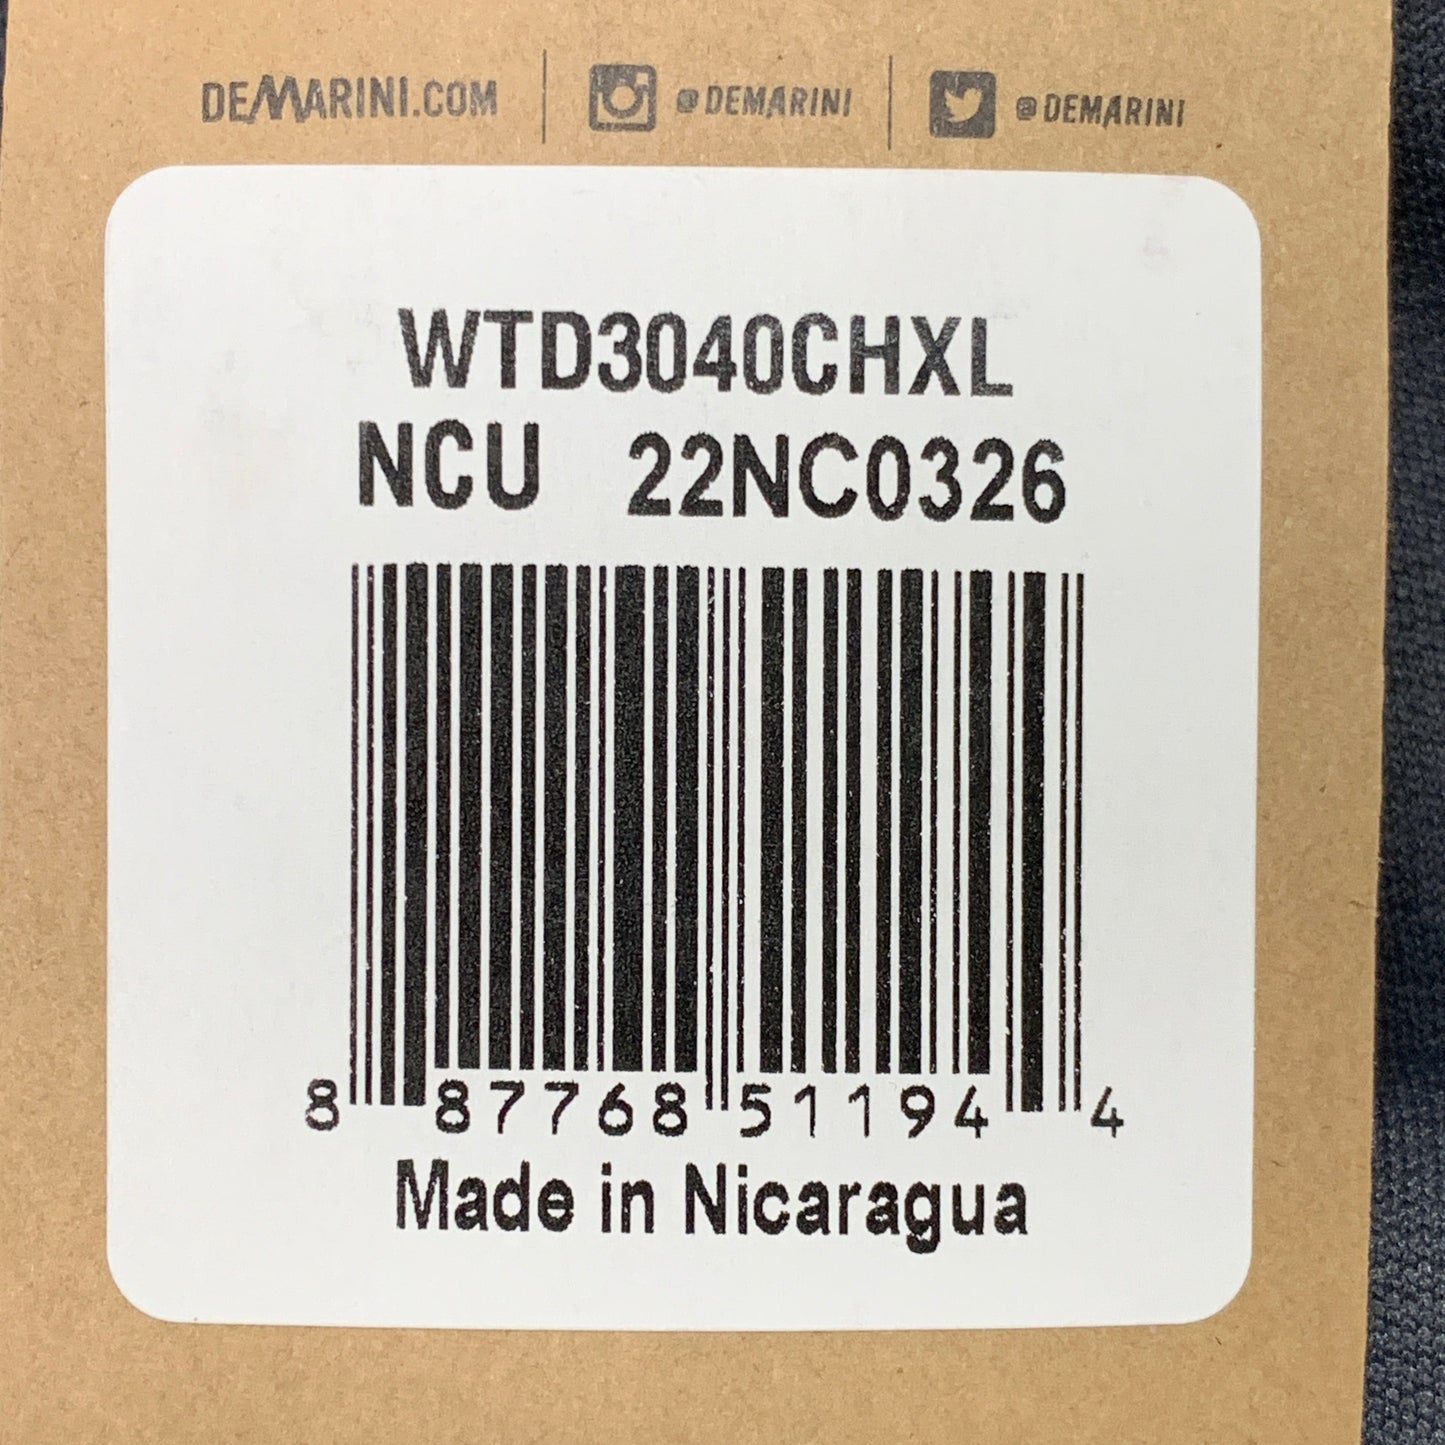 DEMARINI.COM @DEMARINI @DEMARINI
WTD3040CHXL
NCU 22NC0326
8 87768 51194 4
Made in Nicaragua